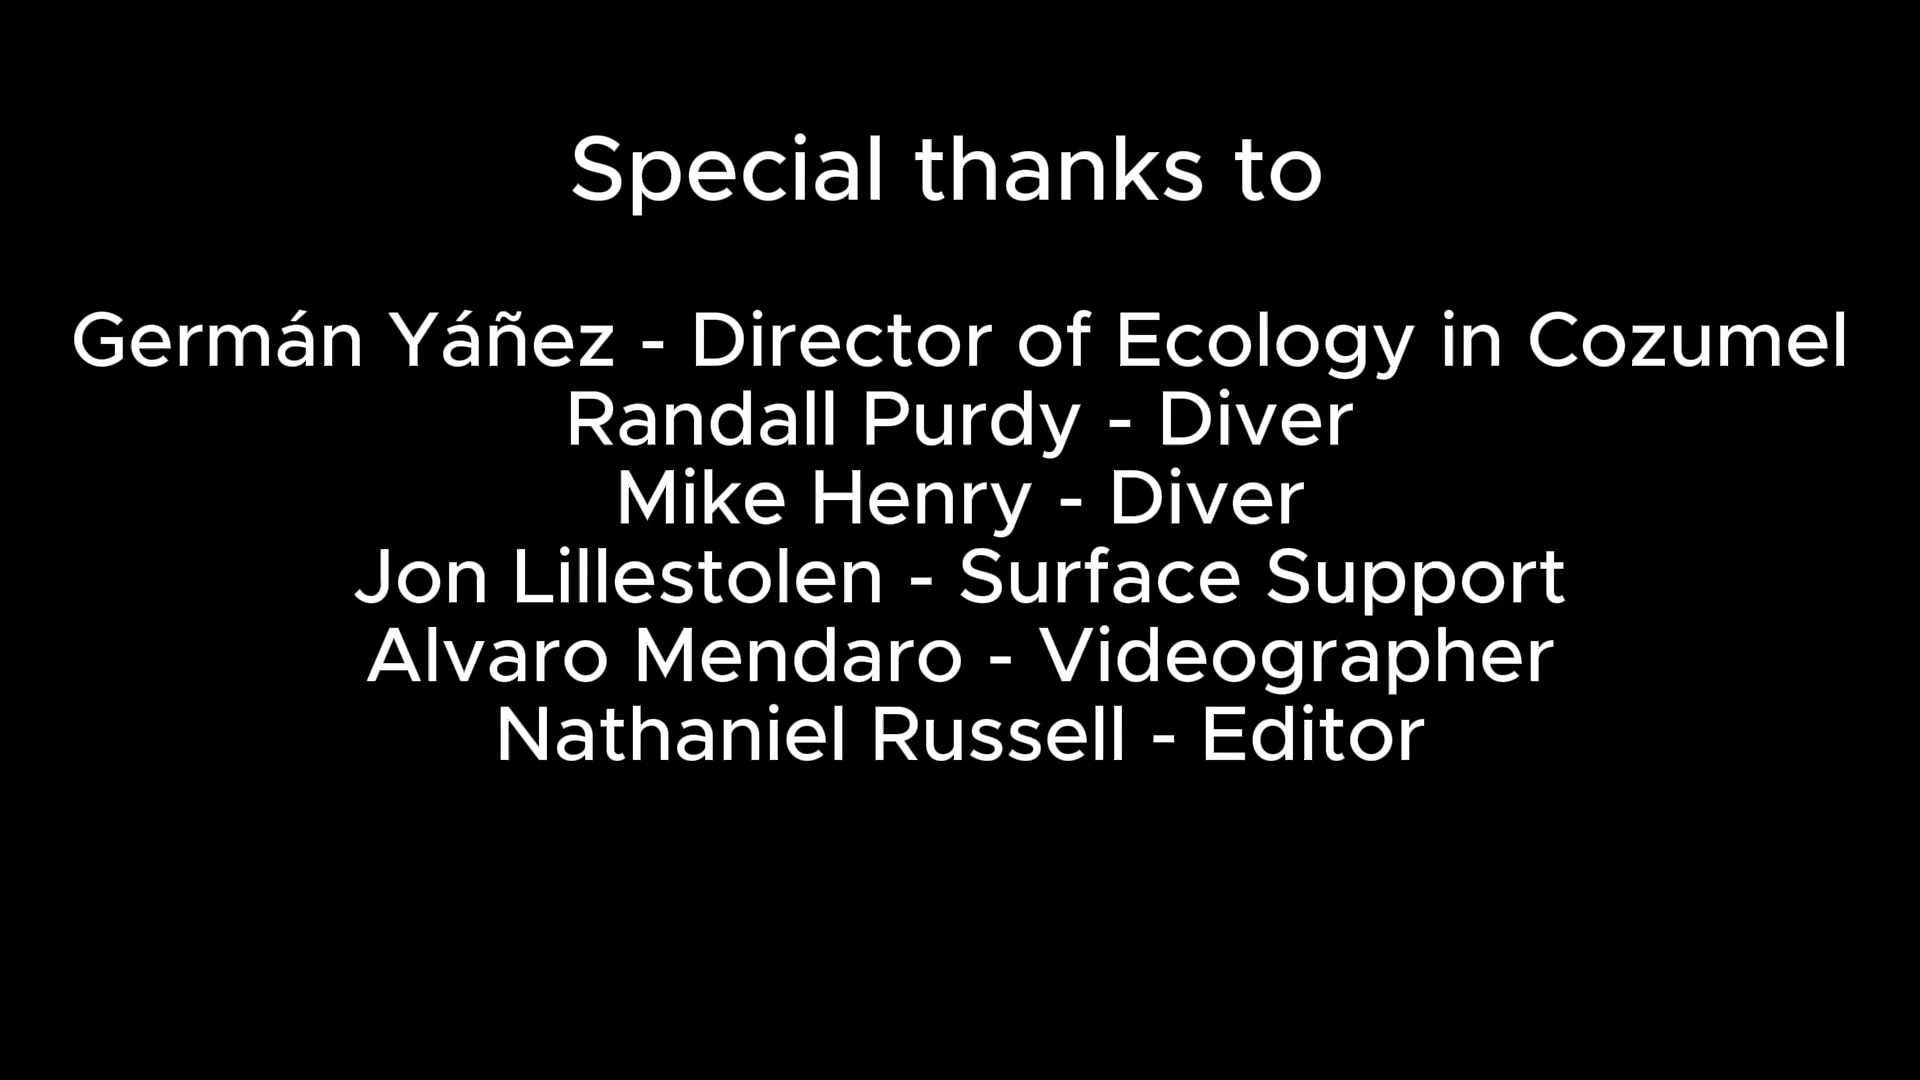 Special thanks to
Germán Yáñez - Director of Ecology in Cozumel
Randall Purdy - Diver
Mike Henry - Diver
Jon Lillestolen - Surface Support
Alvaro Mendaro - Videographer
Nathaniel Russell - Editor